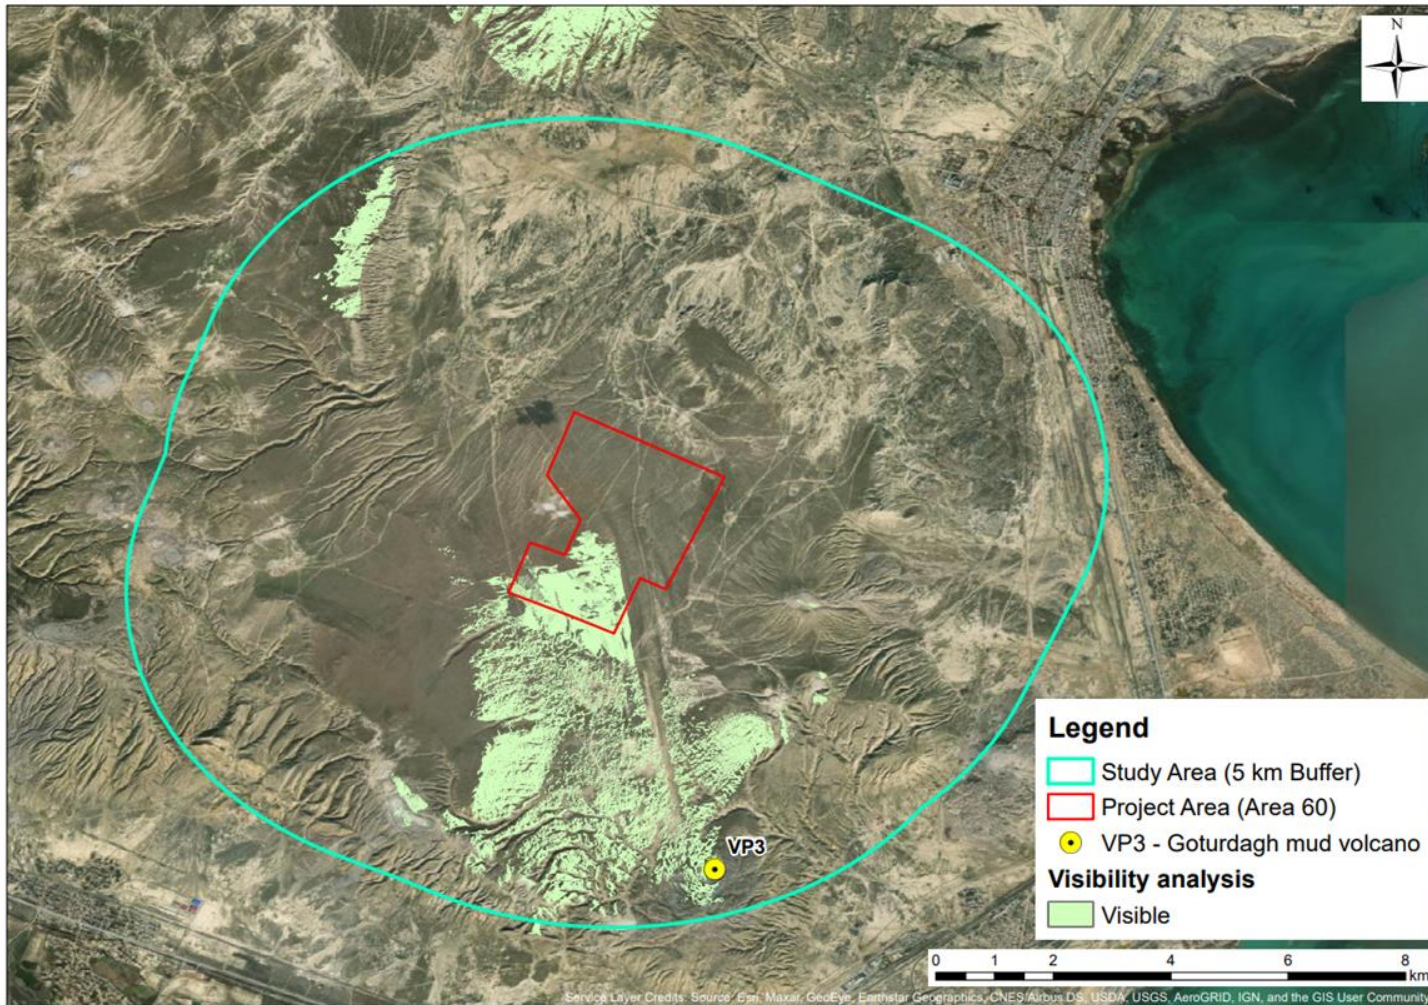 N
VP3
Legend
Study Area (5 km Buffer)
Project Area (Area 60)
VP3 - Goturdagh mud volcano
Visibility analysis
Visible
0 1 2 4 6 8
km
Service Layer Credits: Source: Esri, Maxar, GeoEye, Earthstar Geographics, CNES/Airbus DS, USDA, USGS, AeroGRID, IGN, and the GIS User Commun